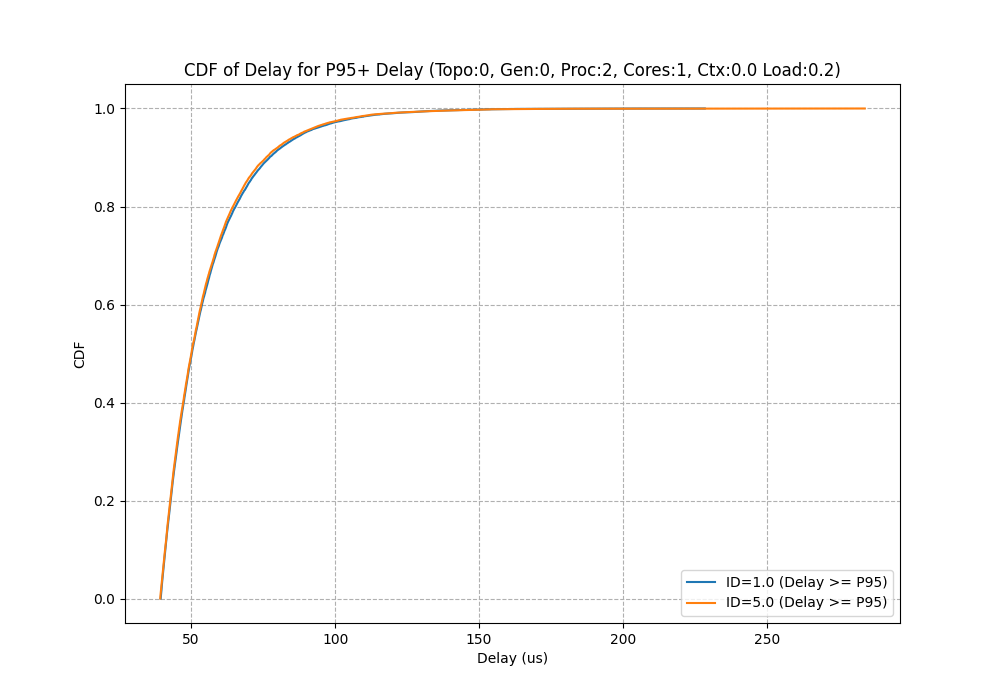 CDF of Delay for P95+ Delay (Topo:0, Gen:0, Proc:2, Cores:1, Ctx:0.0 Load:0.2)
1.0
0.8
0.6
0.4
0.2
0.0
CDF
50
100
150
200
250
Delay (us)
ID=1.0 (Delay >= P95)
ID=5.0 (Delay >= P95)